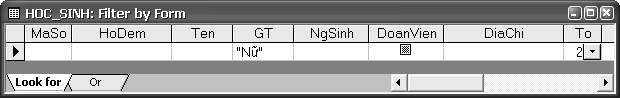 HOC_SINH: Filter by Form
MaSo HoDem Ten GT NgSinh DoanVien DiaChi To
"Nữ" 2
Look for Or